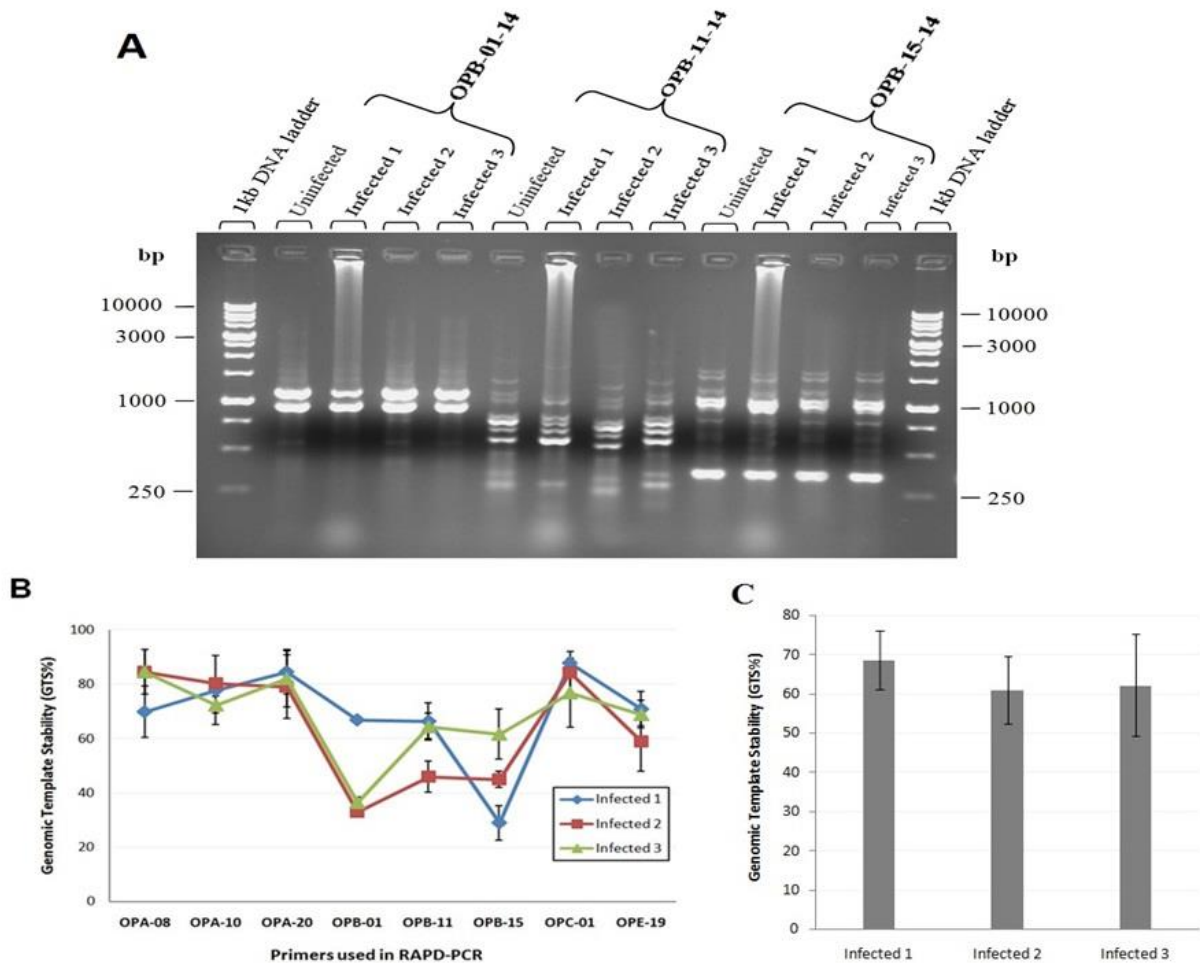 A
OPB-01-14
OPB-11-14
OPB-15-14
1kb DNA ladder
Uninfected
Infected 1
Infected 2
Infected 3
Uninfected
Infected 1
Infected 2
Infected 3
Uninfected
Infected 1
Infected 2
Infected 3
1kb DNA ladder
bp
10000
3000
1000
250
bp
10000
3000
1000
250
B
Genomic Template Stability (GTS%)
100
80
60
40
20
0
Infected 1
Infected 2
Infected 3
OPA-08 OPA-10 OPA-20 OPB-01 OPB-11 OPB-15 OPC-01 OPE-19
Primers used in RAPD-PCR
C
Genomic Template Stability (GTS%)
80
70
60
50
40
30
20
10
0
Infected 1 Infected 2 Infected 3